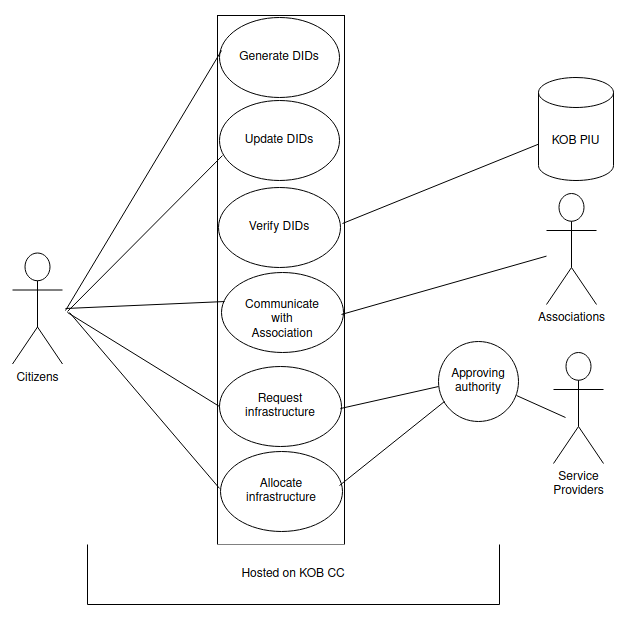 Generate DIDs
Update DIDs
KOB PIU
Verify DIDs
Communicate
with
Association
Associations
Citizens
Approving
authority
Request
infrastructure
Service
Providers
Allocate
infrastructure
Hosted on KOB CC